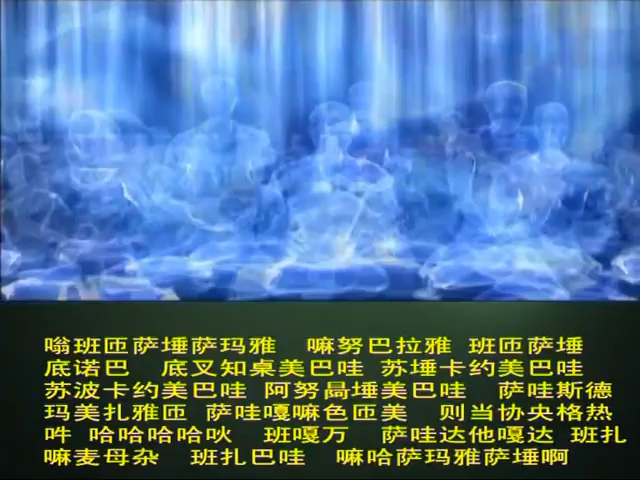 嗡班匝萨埵萨玛雅 嘛努巴拉雅 班匝萨埵
底诺巴 底叉知桌美巴哇 苏埵卡约美巴哇
苏波卡约美巴哇 阿努晑埵美巴哇 萨哇斯德
玛美扎雅匝 萨哇嘎嘛色匝美 则当协央格热
吽 哈哈哈哈吙 班嘎万 萨哇达他嘎达 班扎
嘛麦母杂 班扎巴哇 嘛哈萨玛雅萨埵啊